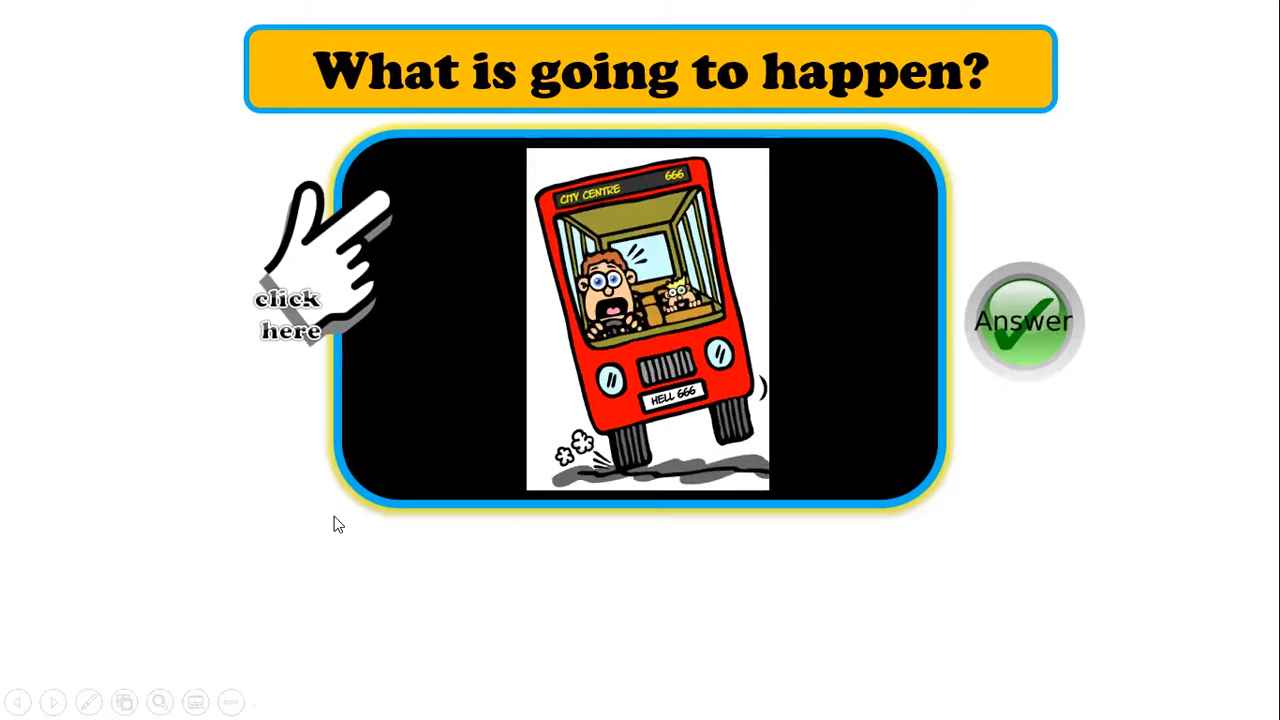 What is going to happen?
CITY CENTRE 666
click
here
Answer
HELL 666